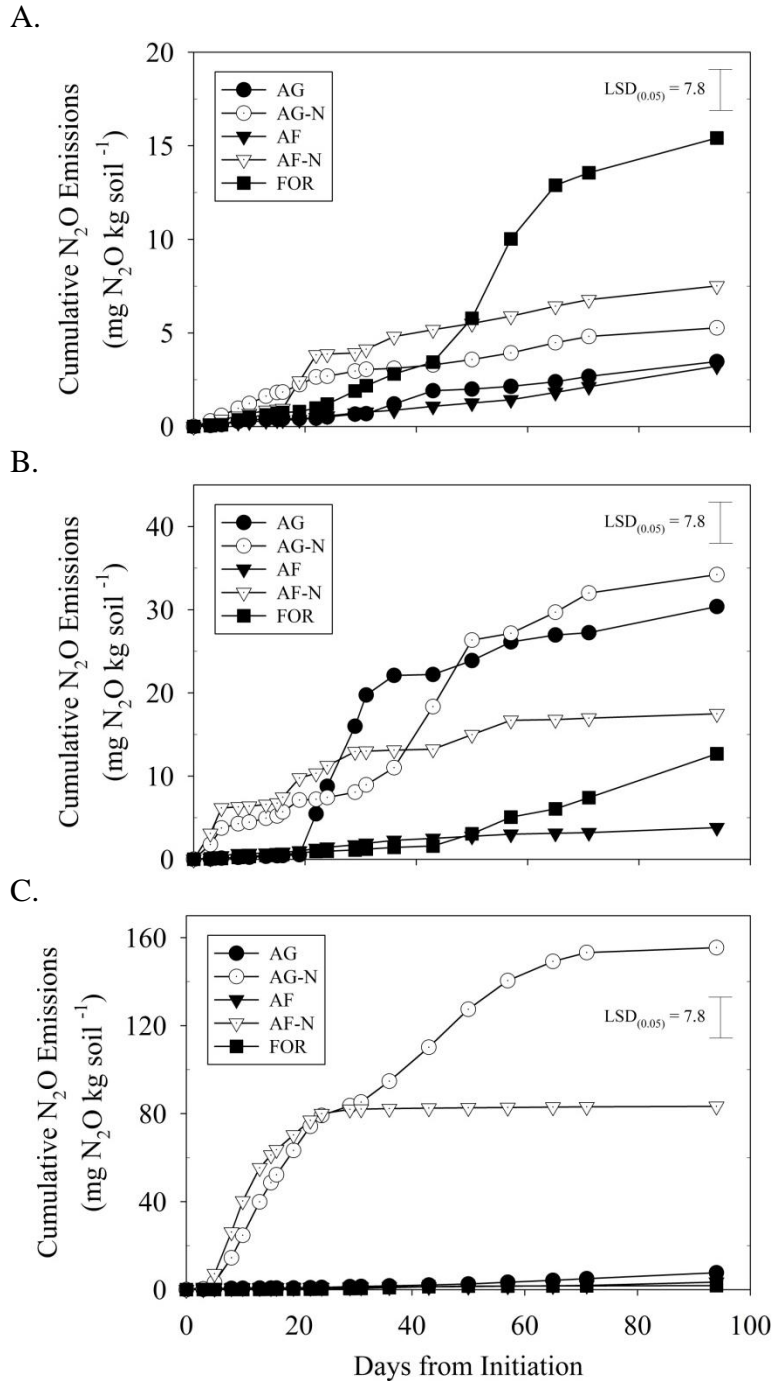 A.
20
15
10
5
0
Cumulative N₂O Emissions
(mg N₂O kg soil ⁻¹)
AG
AG-N
AF
AF-N
FOR
LSD₍₀.₀₅₎ = 7.8
B.
40
30
20
10
0
Cumulative N₂O Emissions
(mg N₂O kg soil ⁻¹)
AG
AG-N
AF
AF-N
FOR
LSD₍₀.₀₅₎ = 7.8
C.
160
120
80
40
0
Cumulative N₂O Emissions
(mg N₂O kg soil ⁻¹)
AG
AG-N
AF
AF-N
FOR
LSD₍₀.₀₅₎ = 7.8
0 20 40 60 80 100
Days from Initiation